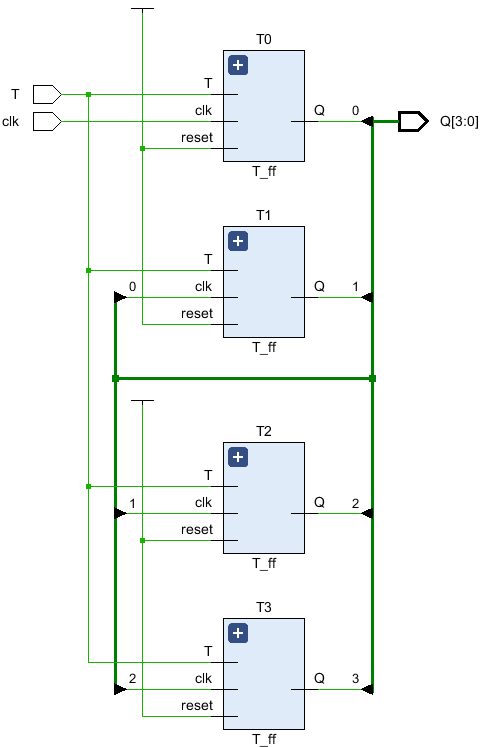 T0
T
T
clk
clk
Q
0
Q[3:0]
reset
T_ff
T1
T
0
clk
Q
1
reset
T_ff
T2
T
1
clk
Q
2
reset
T_ff
T3
T
2
clk
Q
3
reset
T_ff